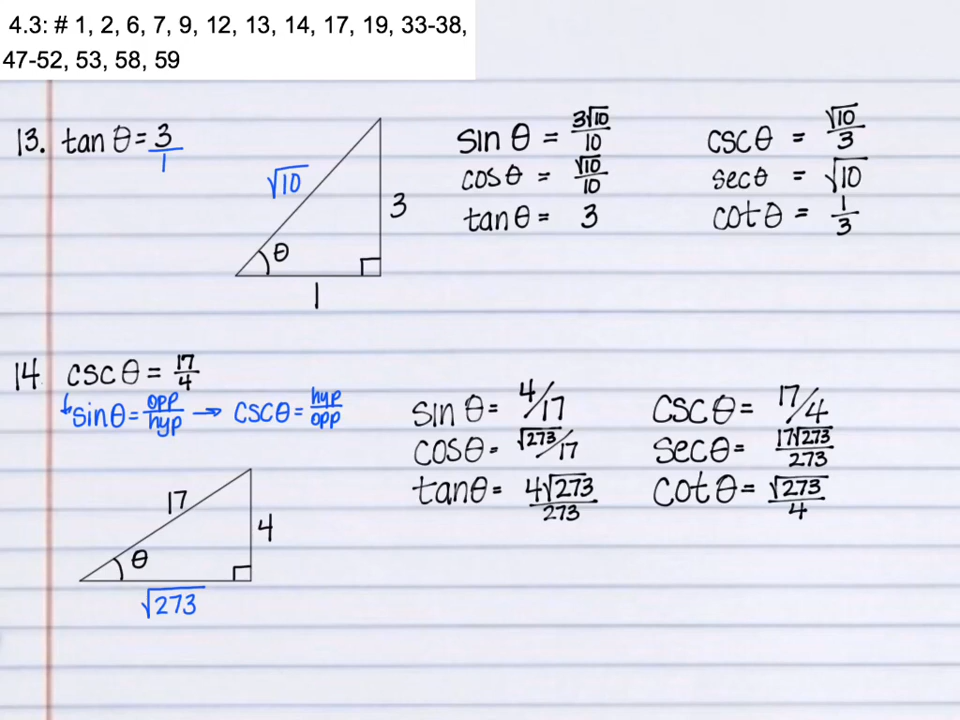 4.3: # 1, 2, 6, 7, 9, 12, 13, 14, 17, 19, 33-38,
47-52, 53, 58, 59
13. tan θ = 3/1
√10
3
θ
1
sin θ = 3√10/10
cos θ = √10/10
tan θ = 3
csc θ = √10/3
sec θ = √10
cot θ = 1/3
14 csc θ = 17/4
↳ sin θ = opp/hyp → csc θ = hyp/opp
17
4
θ
√273
sin θ = 4/17
cos θ = √273/17
tan θ = 4√273/273
csc θ = 17/4
sec θ = 17√273/273
cot θ = √273/4